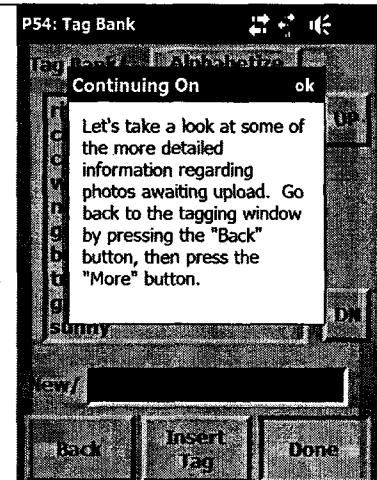 P54: Tag Bank
Tag Bank Alphabetize
Continuing On ok
UP
Let's take a look at some of
the more detailed
information regarding
photos awaiting upload. Go
back to the tagging window
by pressing the "Back"
button, then press the
"More" button.
sunny
DN
New/
Back
Insert
Tag
Done